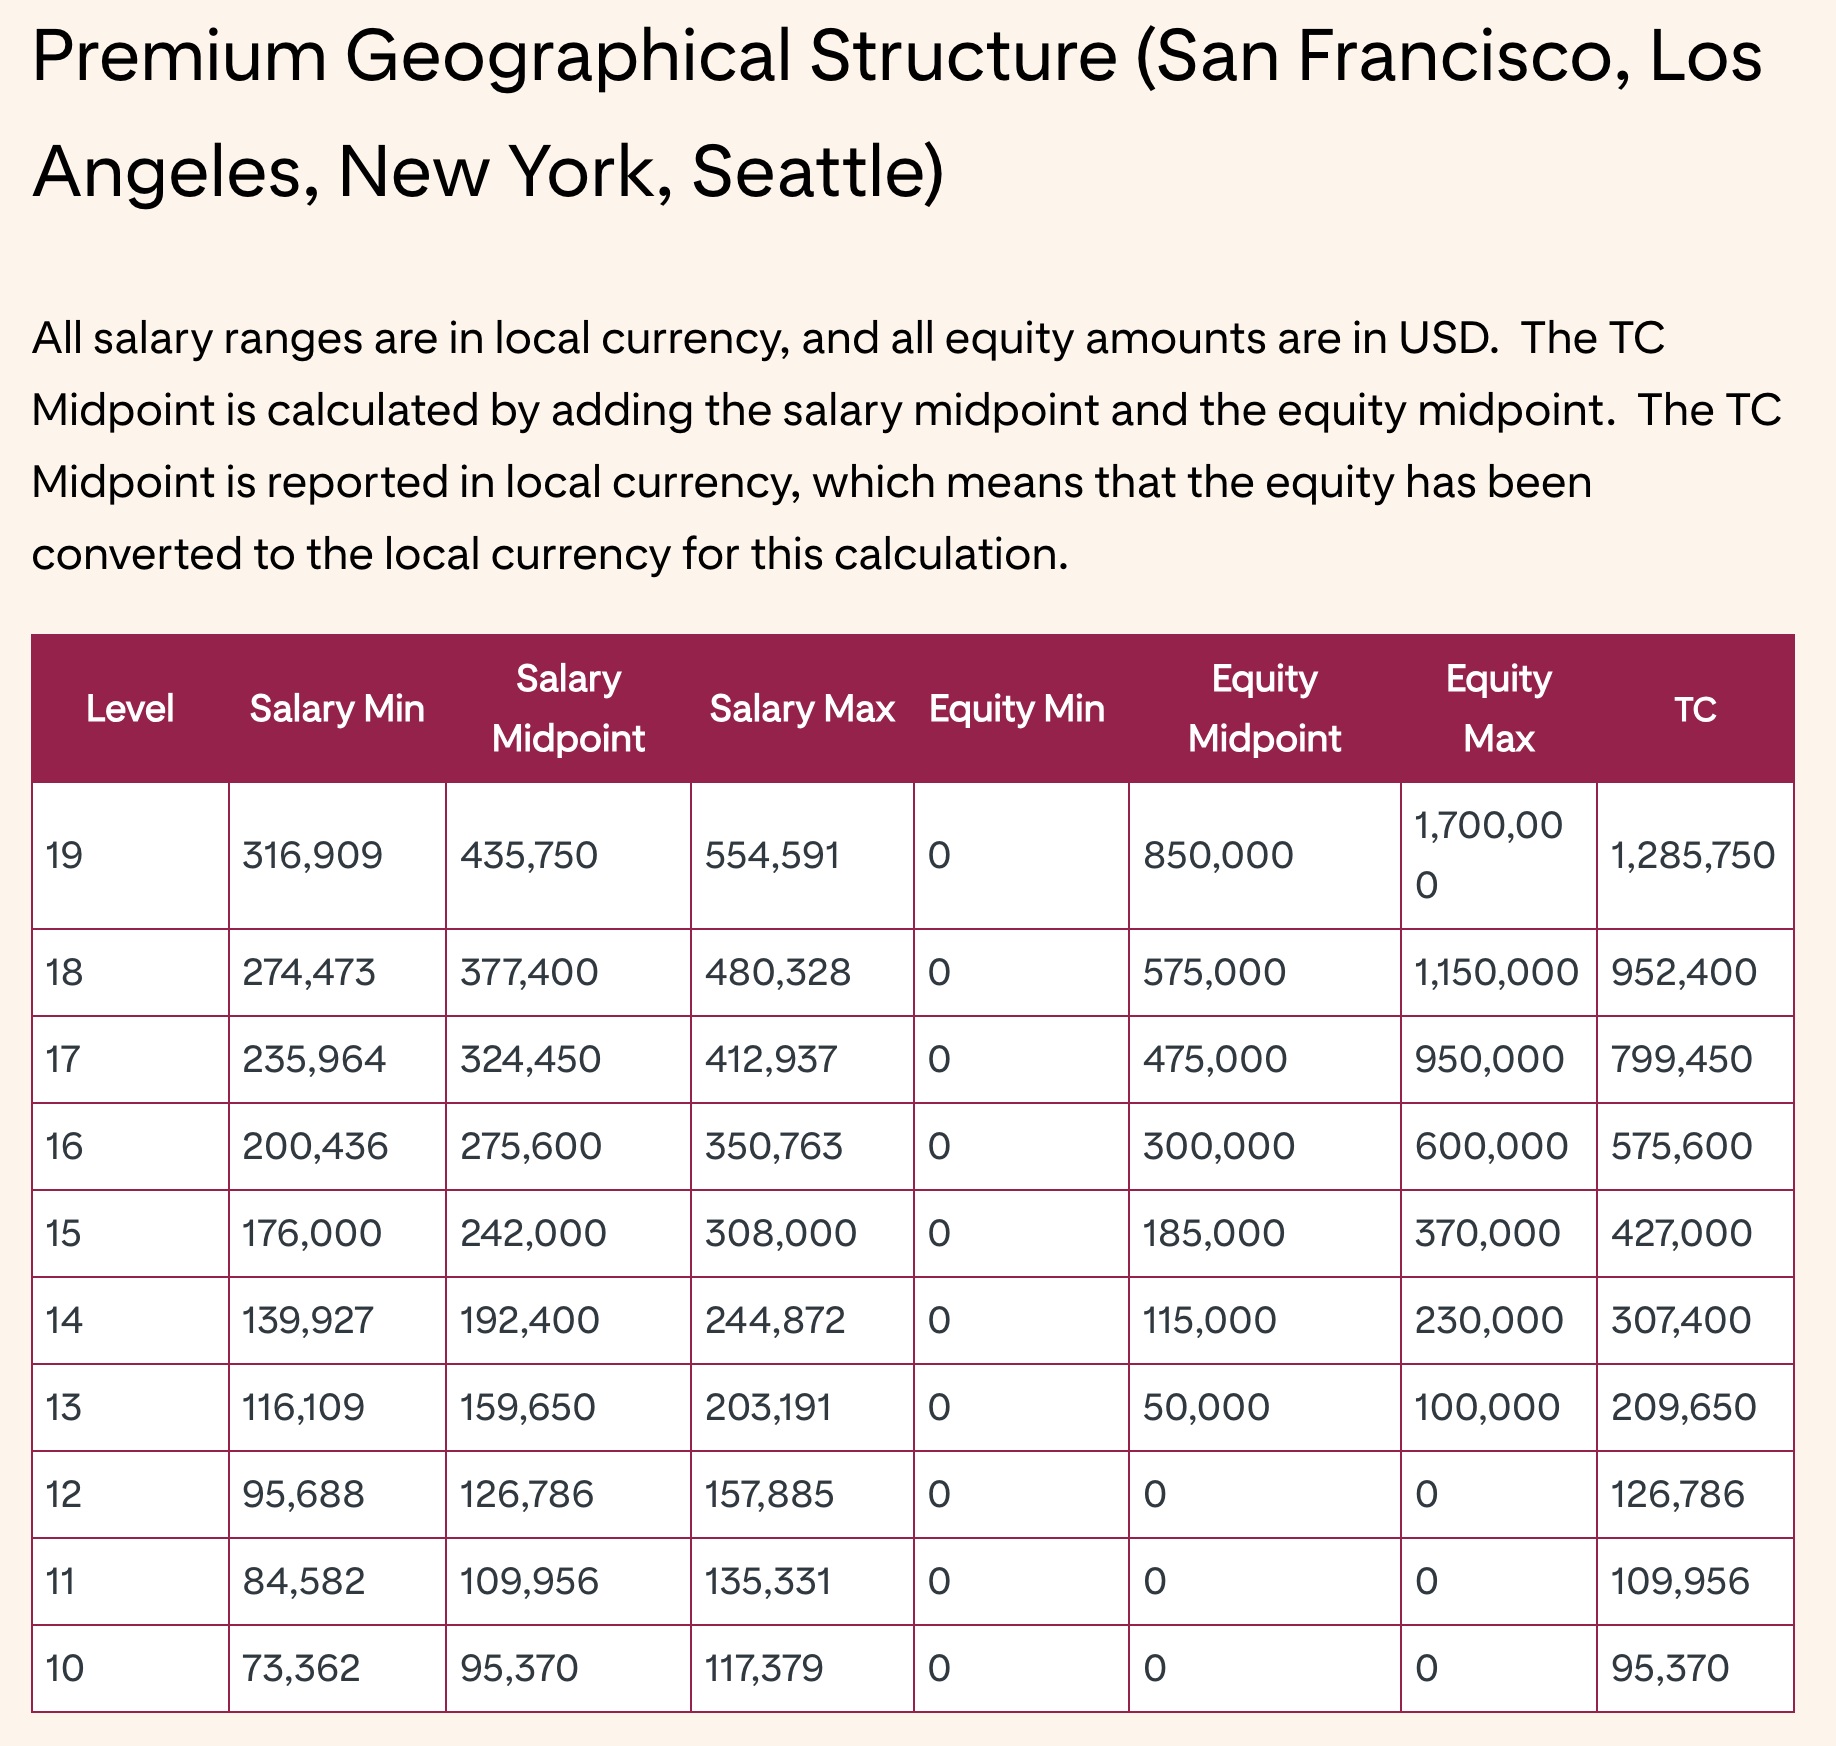 Premium Geographical Structure (San Francisco, Los
Angeles, New York, Seattle)
All salary ranges are in local currency, and all equity amounts are in USD.  The TC
Midpoint is calculated by adding the salary midpoint and the equity midpoint.  The TC
Midpoint is reported in local currency, which means that the equity has been
converted to the local currency for this calculation.
Level Salary Min Salary Midpoint Salary Max Equity Min Equity Midpoint Equity Max TC
19 316,909 435,750 554,591 0 850,000 1,700,000 1,285,750
18 274,473 377,400 480,328 0 575,000 1,150,000 952,400
17 235,964 324,450 412,937 0 475,000 950,000 799,450
16 200,436 275,600 350,763 0 300,000 600,000 575,600
15 176,000 242,000 308,000 0 185,000 370,000 427,000
14 139,927 192,400 244,872 0 115,000 230,000 307,400
13 116,109 159,650 203,191 0 50,000 100,000 209,650
12 95,688 126,786 157,885 0 0 0 126,786
11 84,582 109,956 135,331 0 0 0 109,956
10 73,362 95,370 117,379 0 0 0 95,370